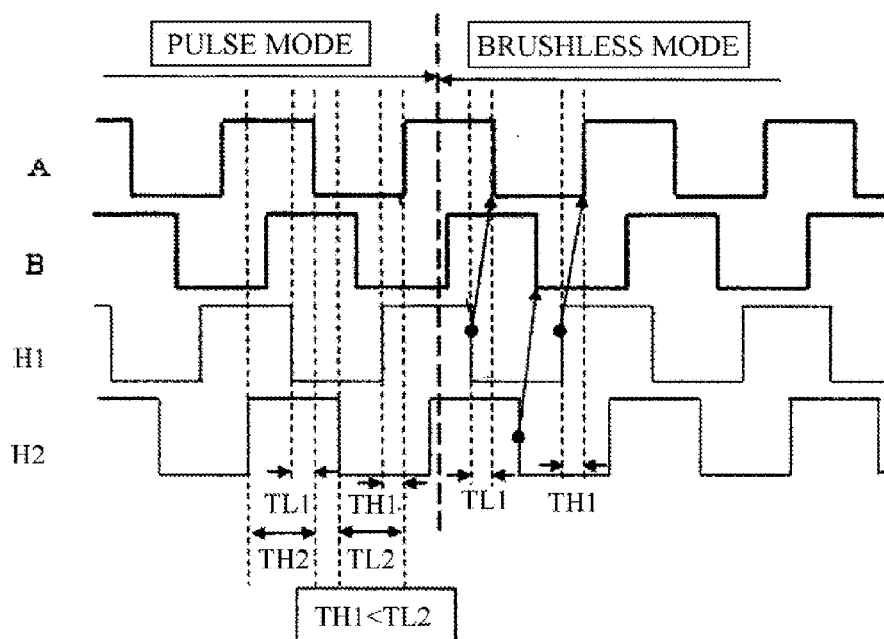 PULSE MODE BRUSHLESS MODE
A
B
H1
H2
TL1 TH1 TL1 TH1
TH2 TL2
TH1<TL2